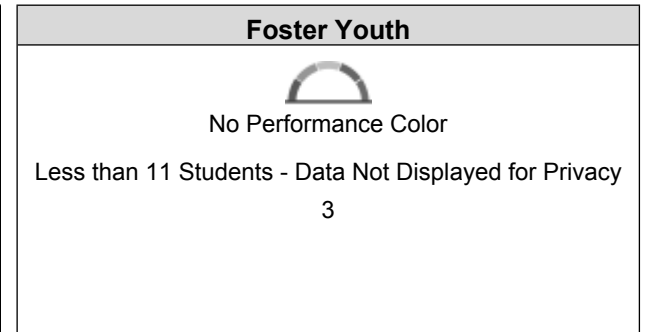 Foster Youth
No Performance Color
Less than 11 Students - Data Not Displayed for Privacy
3